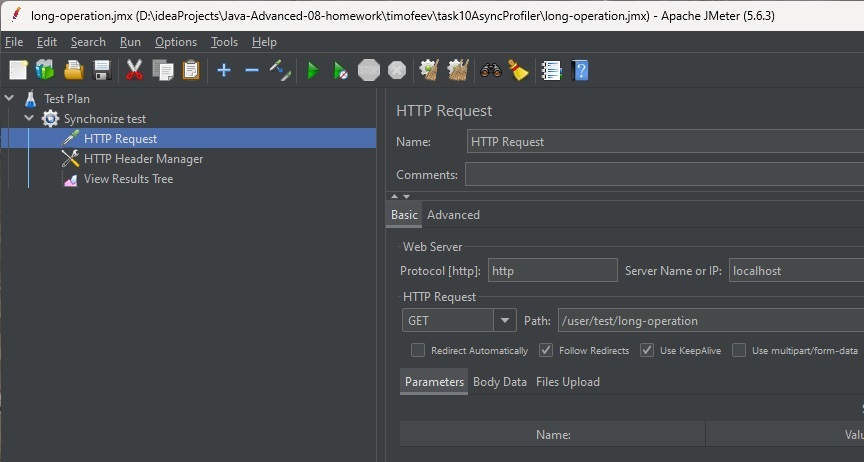 long-operation.jmx (D:\ideaProjects\Java-Advanced-08-homework\timofeev\task10AsyncProfiler\long-operation.jmx) - Apache JMeter (5.6.3)
File Edit Search Run Options Tools Help
STOP
Test Plan
Synchonize test
HTTP Request
HTTP Header Manager
View Results Tree
HTTP Request
Name: HTTP Request
Comments:
Basic Advanced
Web Server
Protocol [http]: http Server Name or IP: localhost
HTTP Request
GET Path: /user/test/long-operation
Redirect Automatically Follow Redirects Use KeepAlive Use multipart/form-data
Parameters Body Data Files Upload
Name: